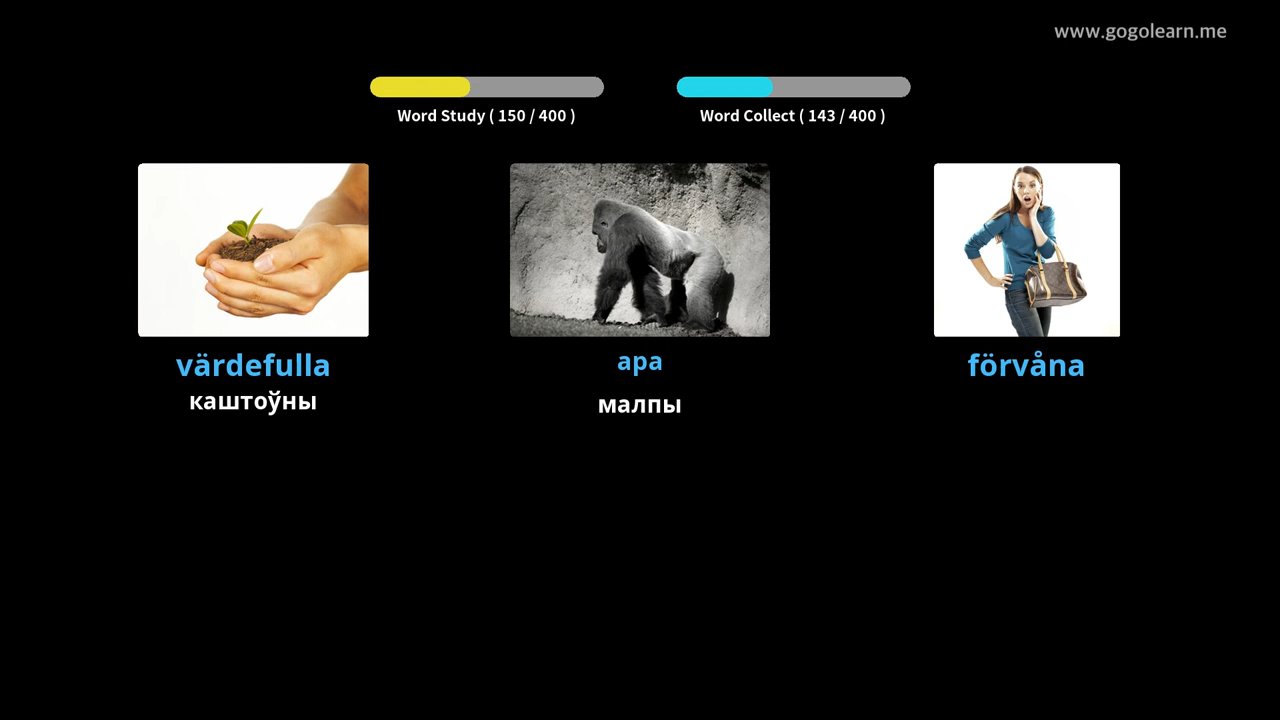 www.gogolearn.me
Word Study ( 150 / 400 )
Word Collect ( 143 / 400 )
värdefulla
каштоўны
apa
малпы
förvåna